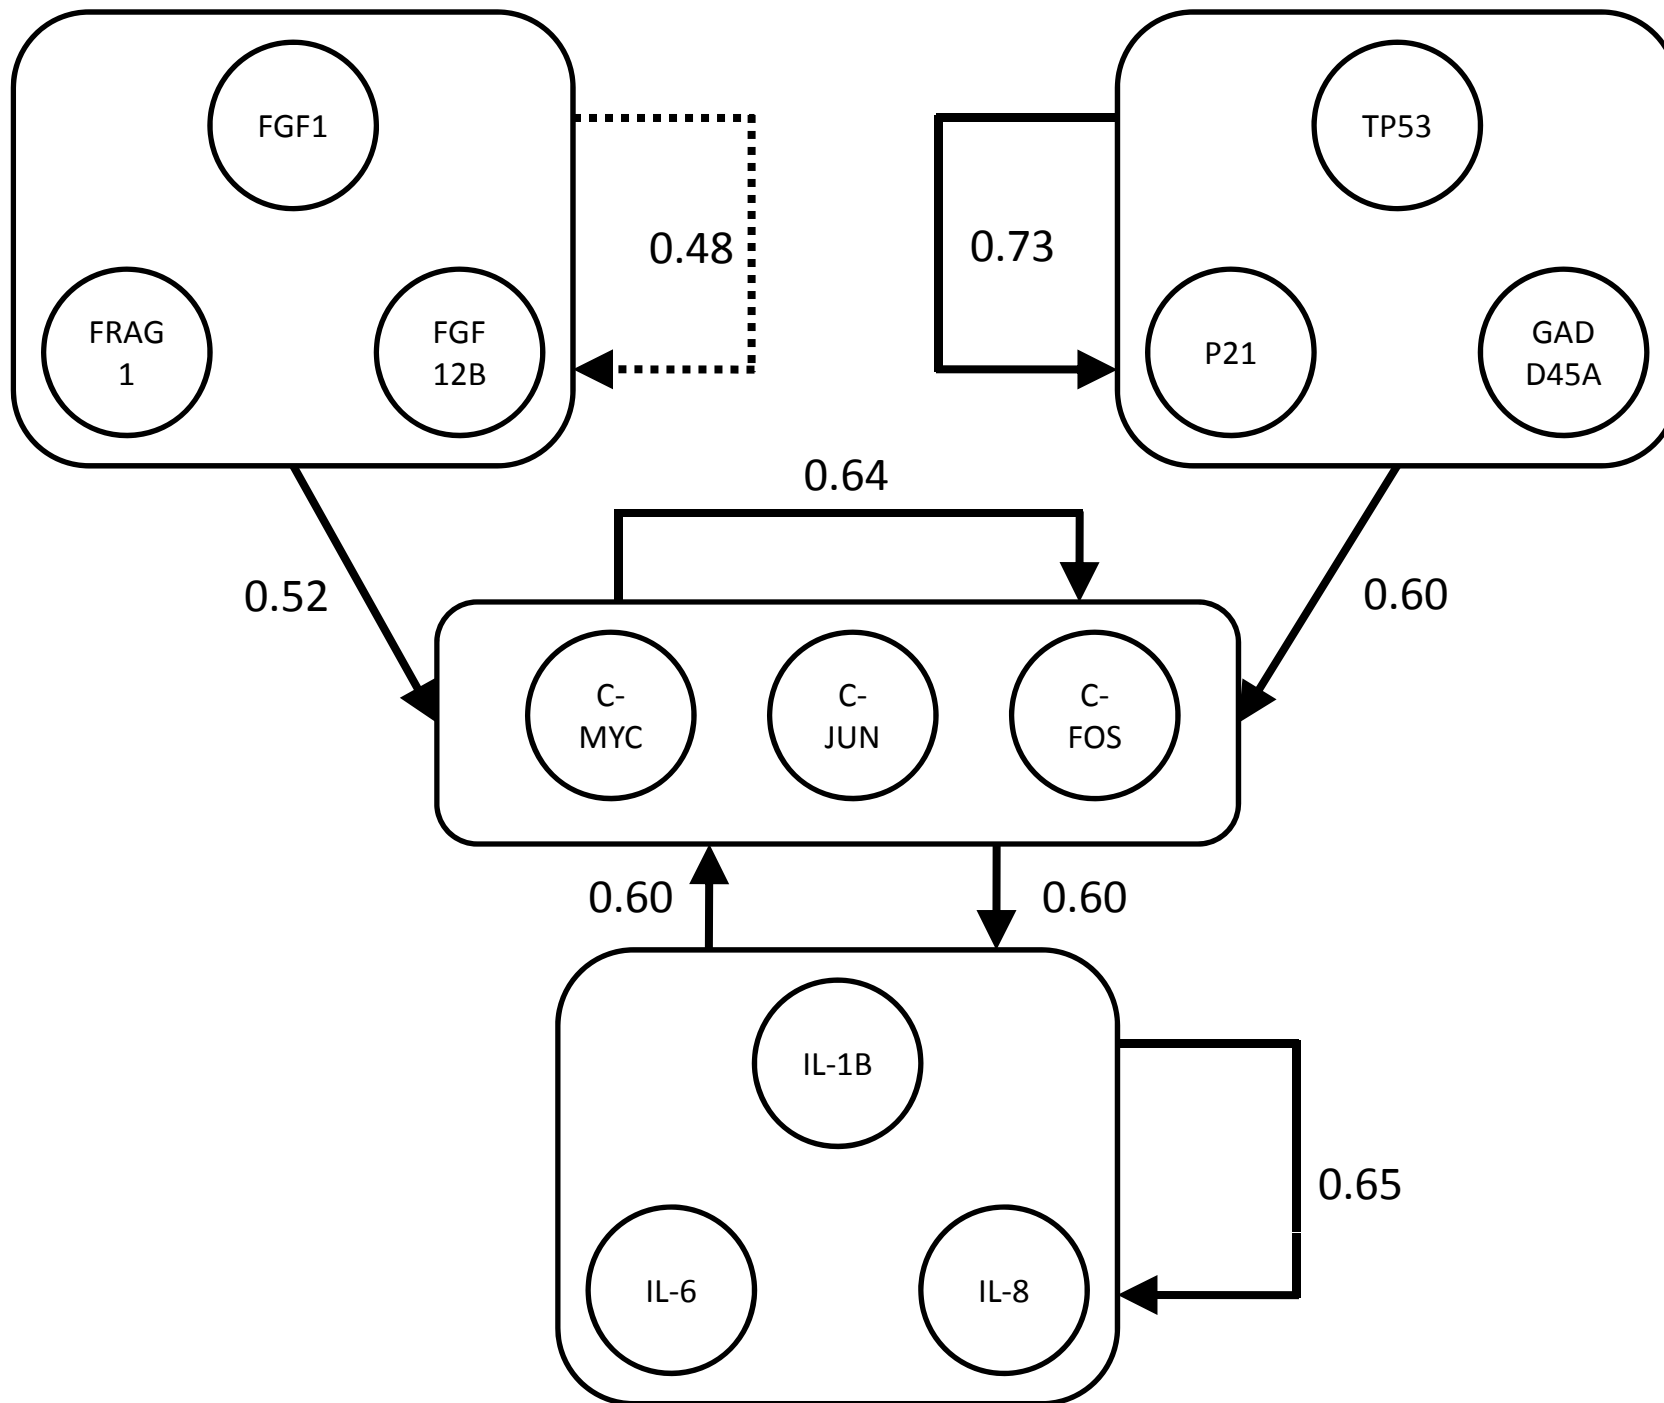 FGF1
TP53
0.48
0.73
FRAG
1
FGF
12B
P21
GAD
D45A
0.64
0.52
0.60
C-
MYC
C-
JUN
C-
FOS
0.60
0.60
IL-1B
0.65
IL-6
IL-8